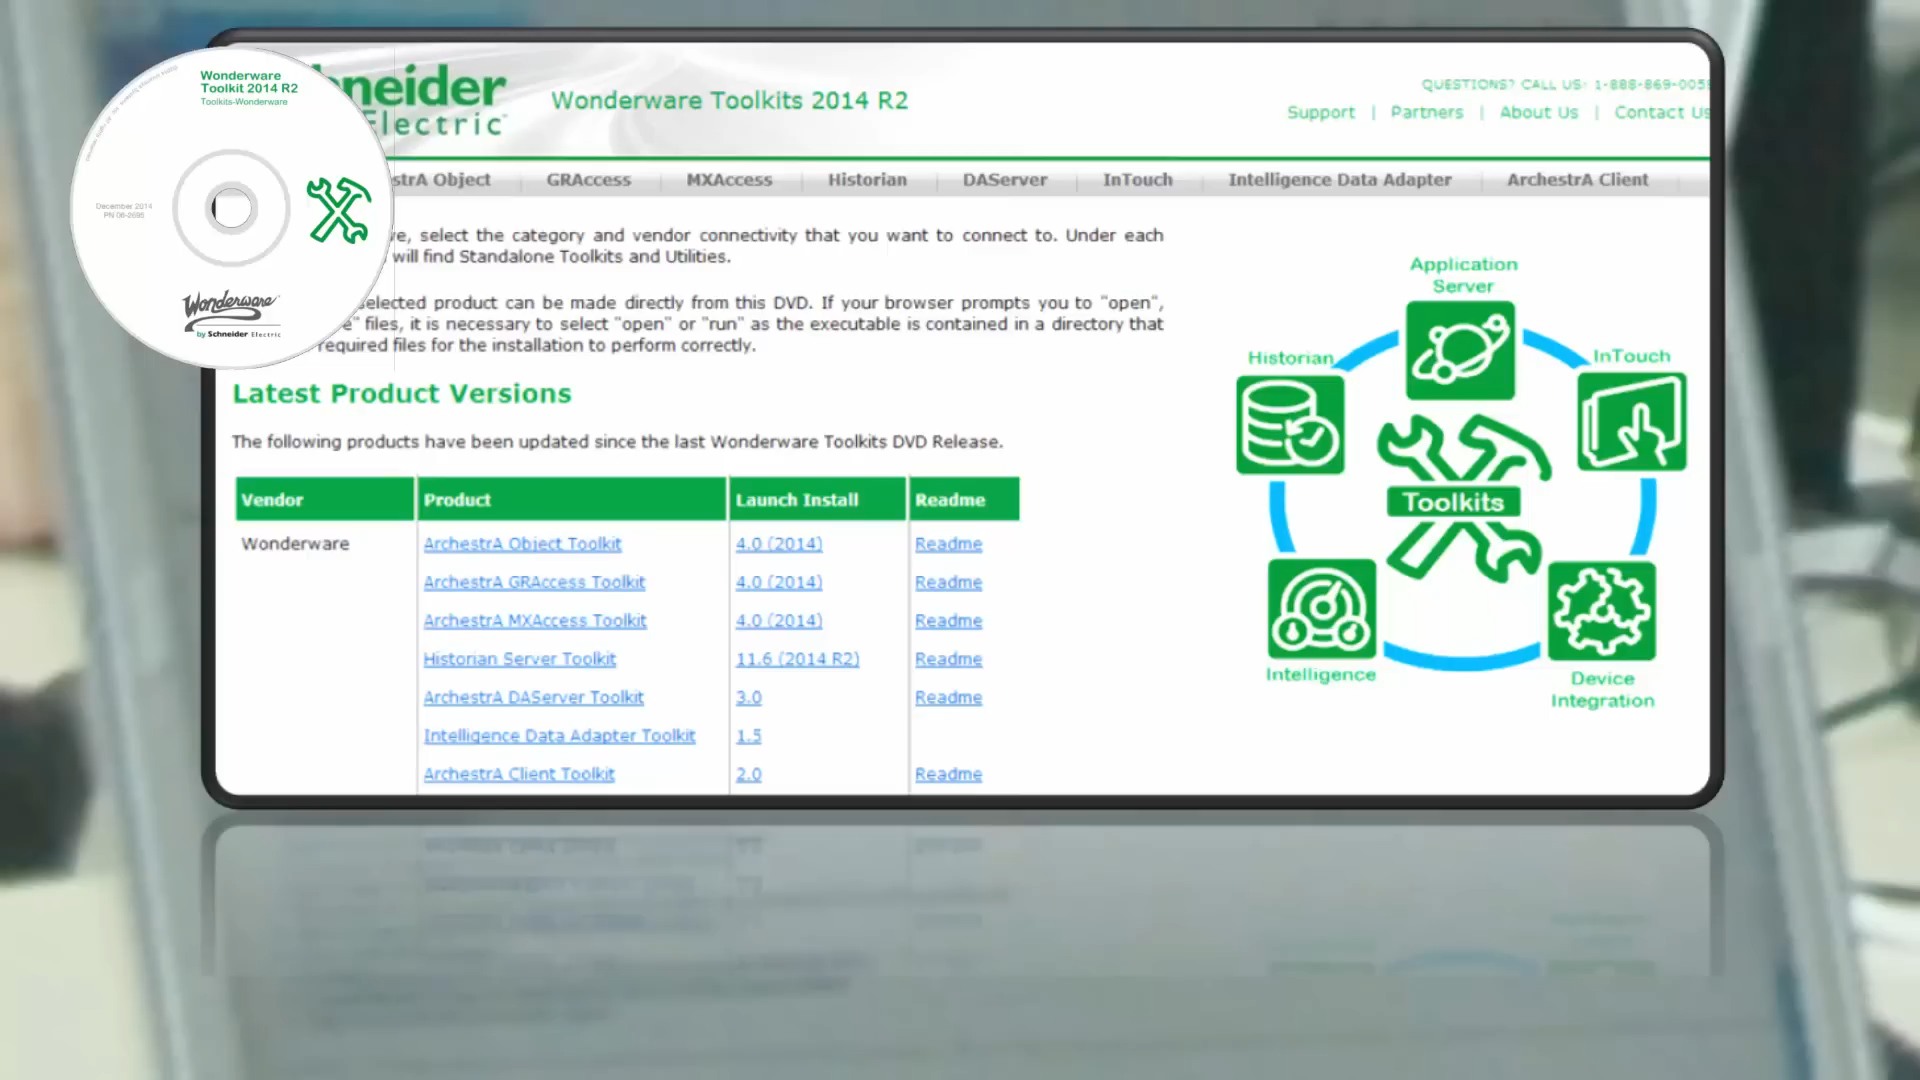 Wonderware
Toolkit 2014 R2
Toolkits-Wonderware
December 2014
Wonderware
by Schneider Electric
hneider
Electric
Wonderware Toolkits 2014 R2
QUESTIONS? CALL US: 1-888-869-005
Support | Partners | About Us | Contact Us
strA Object
GRAccess
MXAccess
Historian
DAServer
InTouch
Intelligence Data Adapter
ArchestrA Client
e, select the category and vendor connectivity that you want to connect to. Under each
will find Standalone Toolkits and Utilities.
elected product can be made directly from this DVD. If your browser prompts you to "open",
e" files, it is necessary to select "open" or "run" as the executable is contained in a directory that
required files for the installation to perform correctly.
Latest Product Versions
The following products have been updated since the last Wonderware Toolkits DVD Release.
Vendor Product Launch Install Readme
Wonderware ArchestrA Object Toolkit 4.0 (2014) Readme
ArchestrA GRAccess Toolkit 4.0 (2014) Readme
ArchestrA MXAccess Toolkit 4.0 (2014) Readme
Historian Server Toolkit 11.6 (2014 R2) Readme
ArchestrA DAServer Toolkit 3.0 Readme
Intelligence Data Adapter Toolkit 1.5
ArchestrA Client Toolkit 2.0 Readme
Application
Server
Historian
InTouch
Toolkits
Intelligence
Device
Integration